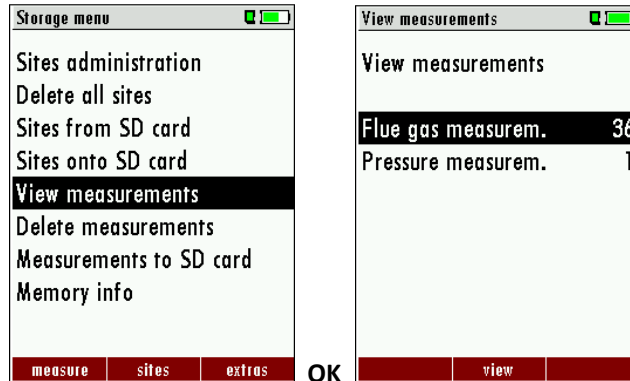 Storage menu
Sites administration
Delete all sites
Sites from SD card
Sites onto SD card
View measurements
Delete measurements
Measurements to SD card
Memory info
measure sites extras
OK
View measurements
View measurements
Flue gas measurem. 36
Pressure measurem. 1
view